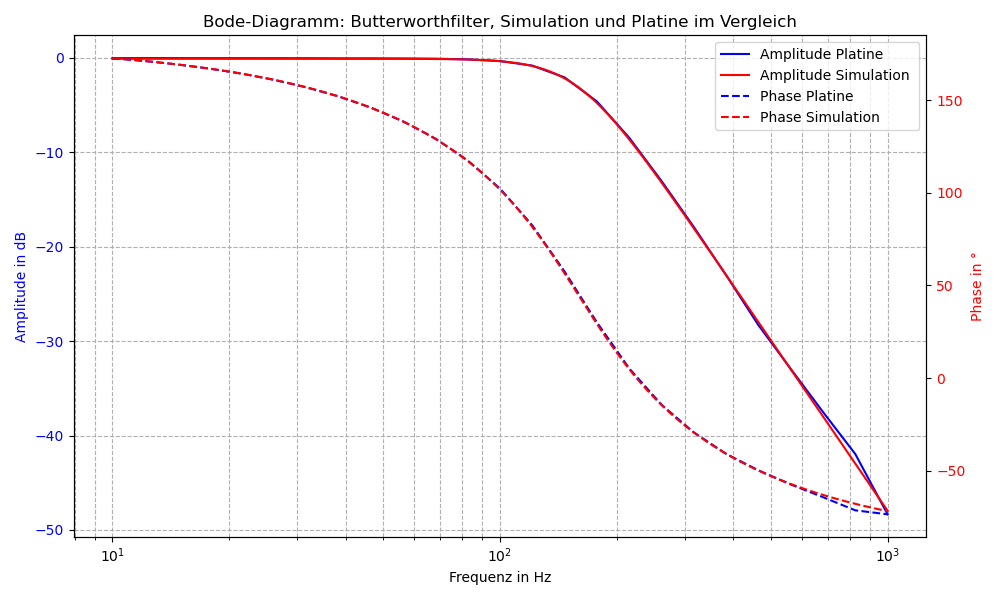 Bode-Diagramm: Butterworthfilter, Simulation und Platine im Vergleich
Amplitude Platine
Amplitude Simulation
Phase Platine
Phase Simulation
0
−10
−20
−30
−40
−50
Amplitude in dB
150
100
50
0
−50
Phase in °
10¹
10²
10³
Frequenz in Hz